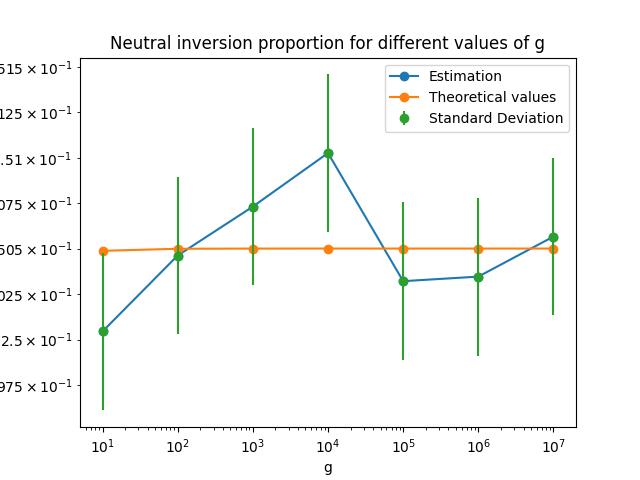 Neutral inversion proportion for different values of g
Estimation
Theoretical values
Standard Deviation
515 × 10⁻¹
125 × 10⁻¹
.51 × 10⁻¹
075 × 10⁻¹
505 × 10⁻¹
025 × 10⁻¹
2.5 × 10⁻¹
975 × 10⁻¹
10¹ 10² 10³ 10⁴ 10⁵ 10⁶ 10⁷
g